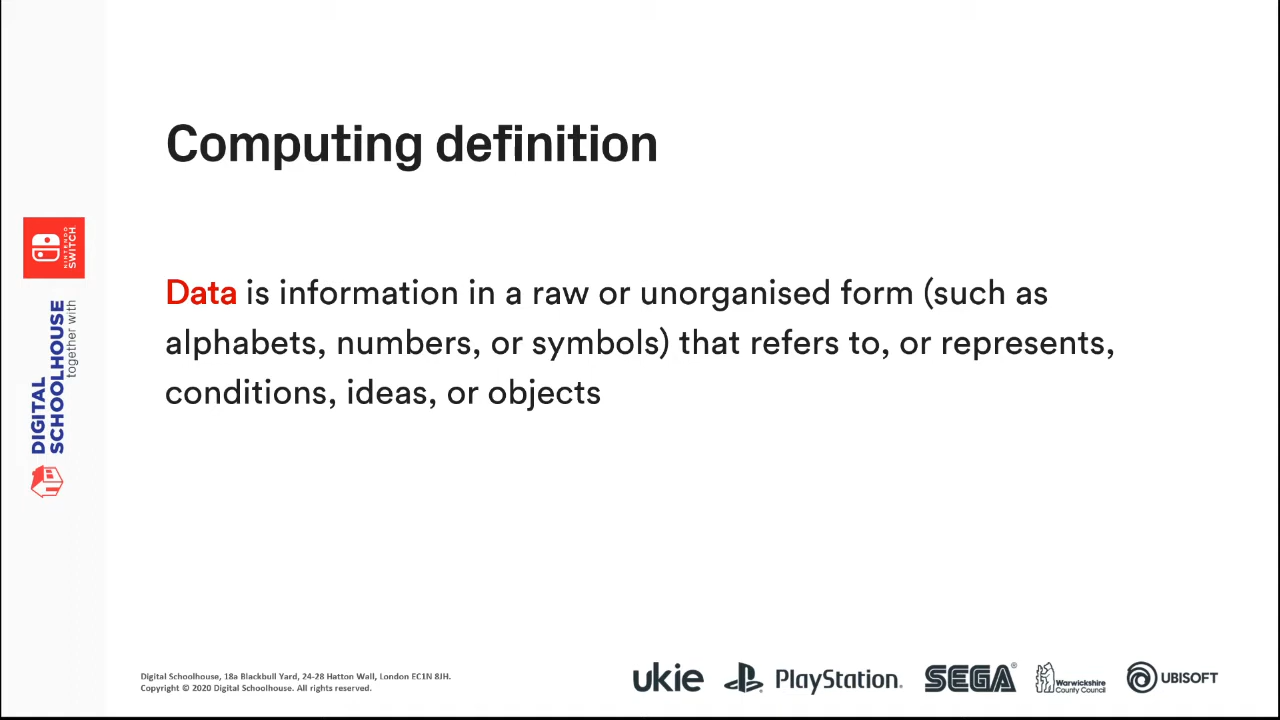 Computing definition
Data is information in a raw or unorganised form (such as
alphabets, numbers, or symbols) that refers to, or represents,
conditions, ideas, or objects
NINTENDO
SWITCH
DIGITAL
SCHOOLHOUSE
together with
Digital Schoolhouse, 18a Blackbull Yard, 24-28 Hatton Wall, London EC1N 8JH.
Copyright © 2020 Digital Schoolhouse. All rights reserved.
ukie
PlayStation®
SEGA®
Warwickshire
County Council
UBISOFT